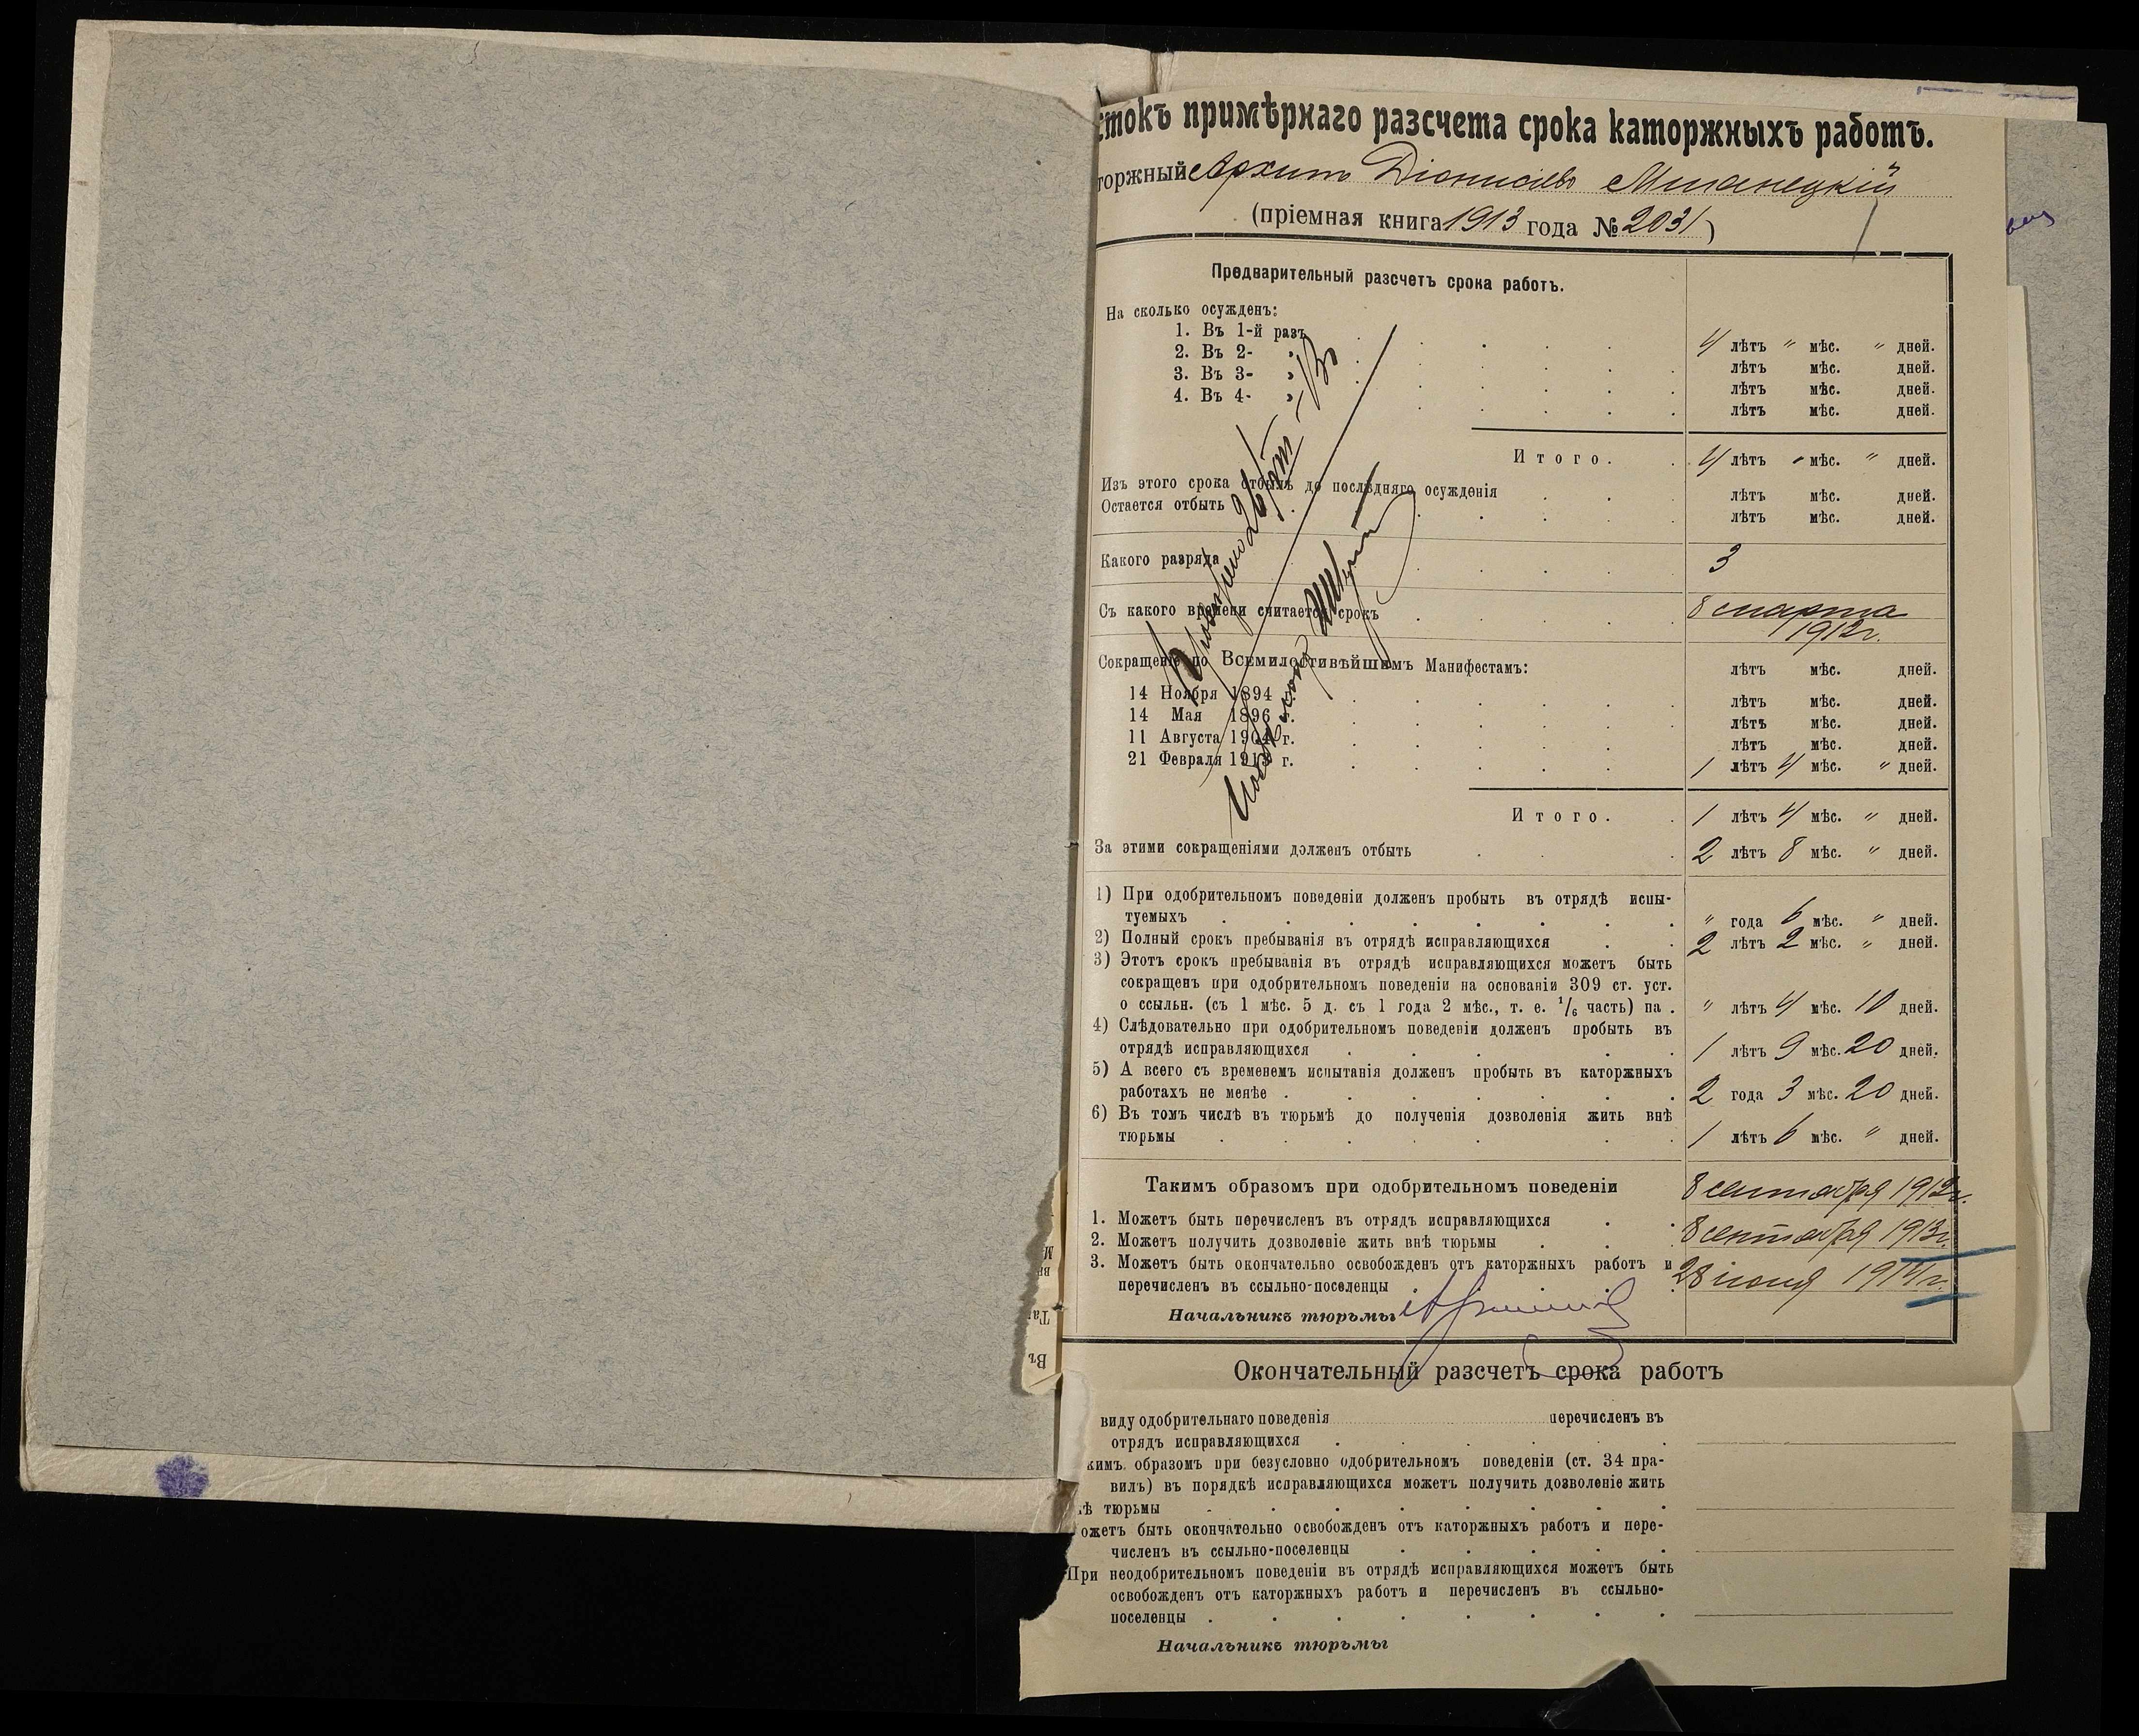 стокъ примѣрнаго разсчета срока каторжныхъ работъ.
торжный Архипъ Діонисіевъ Мшанецкій
(пріемная книга 1913 года № 2031)
Предварительный разсчетъ срока работъ.
На сколько осужденъ:
1. Въ 1-й разъ 4 лѣтъ " мѣс. " дней.
2. Въ 2- " лѣтъ мѣс. дней.
3. Въ 3- " лѣтъ мѣс. дней.
4. Въ 4- " лѣтъ мѣс. дней.
Итого. 4 лѣтъ " мѣс. " дней.
Изъ этого срока отбылъ до послѣдняго осужденія лѣтъ мѣс. дней.
Остается отбыть лѣтъ мѣс. дней.
Какого разряда 3
Съ какого времени считается срокъ 8 марта
1912 г.
Сокращеніе по Всемилостивѣйшимъ Манифестамъ: лѣтъ мѣс. дней.
14 Ноября 1894 лѣтъ мѣс. дней.
14 Мая 1896 г. лѣтъ мѣс. дней.
11 Августа 1904 г. лѣтъ мѣс. дней.
21 Февраля 1913 г. 1 лѣтъ 4 мѣс. " дней.
Итого. 1 лѣтъ 4 мѣс. " дней.
За этими сокращеніями долженъ отбыть 2 лѣтъ 8 мѣс. " дней.
1) При одобрительномъ поведеніи долженъ пробыть въ отрядѣ испы-
туемыхъ " года 6 мѣс. " дней.
2) Полный срокъ пребыванія въ отрядѣ исправляющихся 2 лѣтъ 2 мѣс. " дней.
3) Этотъ срокъ пребыванія въ отрядѣ исправляющихся можетъ быть
сокращенъ при одобрительномъ поведеніи на основаніи 309 ст. уст.
о ссыльн. (съ 1 мѣс. 5 д. съ 1 года 2 мѣс., т. е. 1/6 часть) на " лѣтъ 4 мѣс. 10 дней.
4) Слѣдовательно при одобрительномъ поведеніи долженъ пробыть въ
отрядѣ исправляющихся 1 лѣтъ 9 мѣс. 20 дней.
5) А всего съ временемъ испытанія долженъ пробыть въ каторжныхъ
работахъ не менѣе 2 года 3 мѣс. 20 дней.
6) Въ томъ числѣ въ тюрьмѣ до полученія дозволенія жить внѣ
тюрьмы 1 лѣтъ 6 мѣс. " дней.
Такимъ образомъ при одобрительномъ поведеніи
1. Можетъ быть перечисленъ въ отрядъ исправляющихся 8 сентября 1912 г.
2. Можетъ получить дозволеніе жить внѣ тюрьмы 8 сентября 1913 г.
3. Можетъ быть окончательно освобожденъ отъ каторжныхъ работъ и
перечисленъ въ ссыльно-поселенцы 28 іюня 1914 г.
Начальникъ тюрьмы
Окончательный разсчетъ срока работъ
виду одобрительнаго поведенія перечисленъ въ
отрядъ исправляющихся
кимъ образомъ при безусловно одобрительномъ поведеніи (ст. 34 пра-
вилъ) въ порядкѣ исправляющихся можетъ получить дозволеніе жить
нѣ тюрьмы
ожетъ быть окончательно освобожденъ отъ каторжныхъ работъ и пере-
численъ въ ссыльно-поселенцы
При неодобрительномъ поведеніи въ отрядѣ исправляющихся можетъ быть
освобожденъ отъ каторжныхъ работъ и перечисленъ въ ссыльно-
поселенцы
Начальникъ тюрьмы